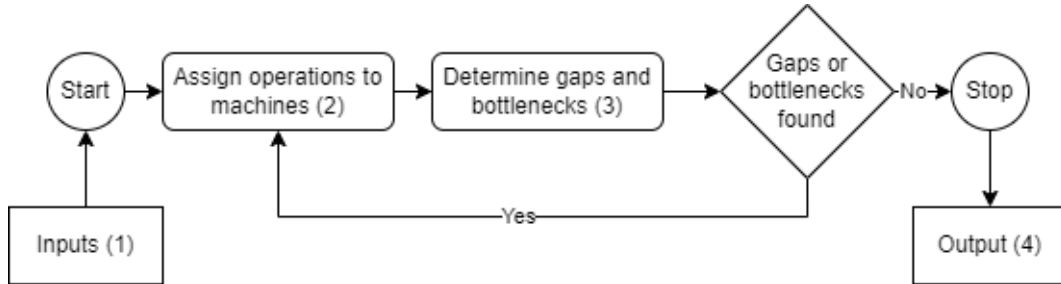 Start
Assign operations to
machines (2)
Determine gaps and
bottlenecks (3)
Gaps or
bottlenecks
found
No
Stop
Yes
Inputs (1)
Output (4)